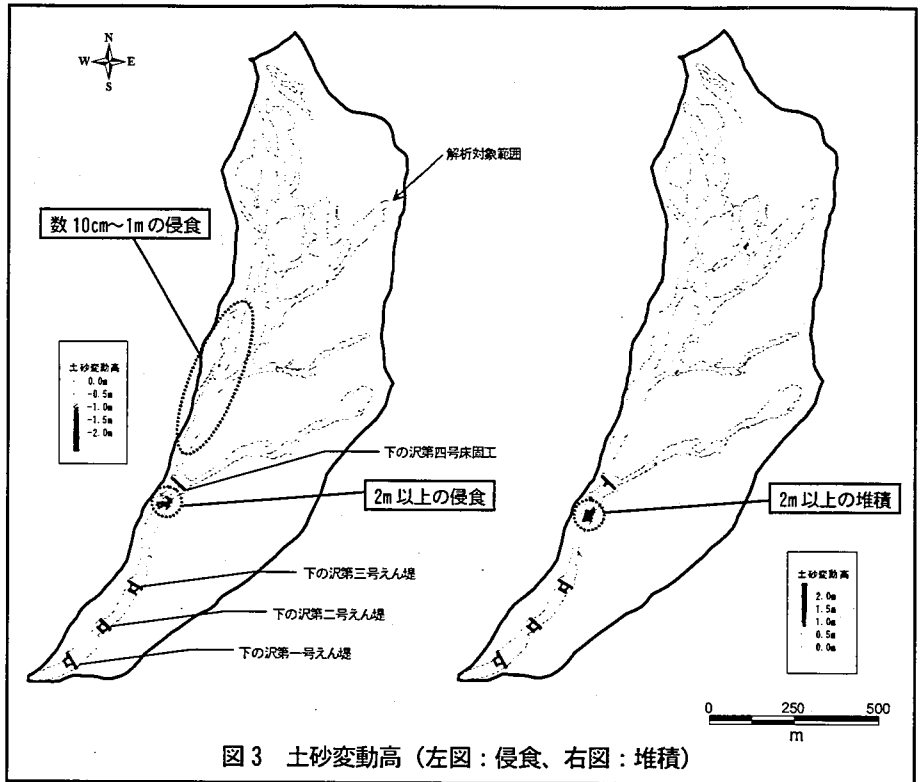 N
W E
S
解析対象範囲
数10cm～1mの侵食
土砂変動高
0.0m
-0.5m
-1.0m
-1.5m
-2.0m
下の沢第四号床固工
2m以上の侵食
下の沢第三号えん堤
下の沢第二号えん堤
下の沢第一号えん堤
2m以上の堆積
土砂変動高
2.0m
1.5m
1.0m
0.5m
0.0m
0 250 500
m
図3 土砂変動高（左図：侵食、右図：堆積）